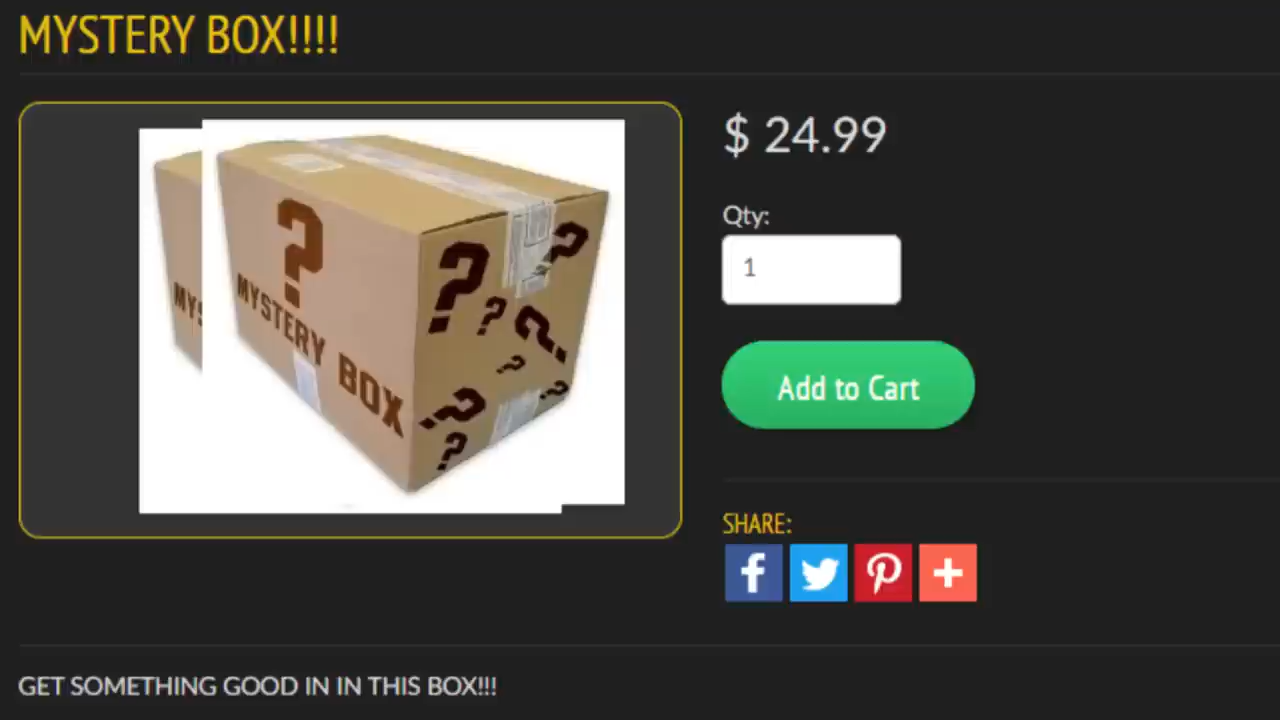 MYSTERY BOX!!!!
$ 24.99
Qty:
1
Add to Cart
SHARE:
GET SOMETHING GOOD IN IN THIS BOX!!!
?
MYSTERY BOX
MYS
? ? ? ? ? ? ? ?